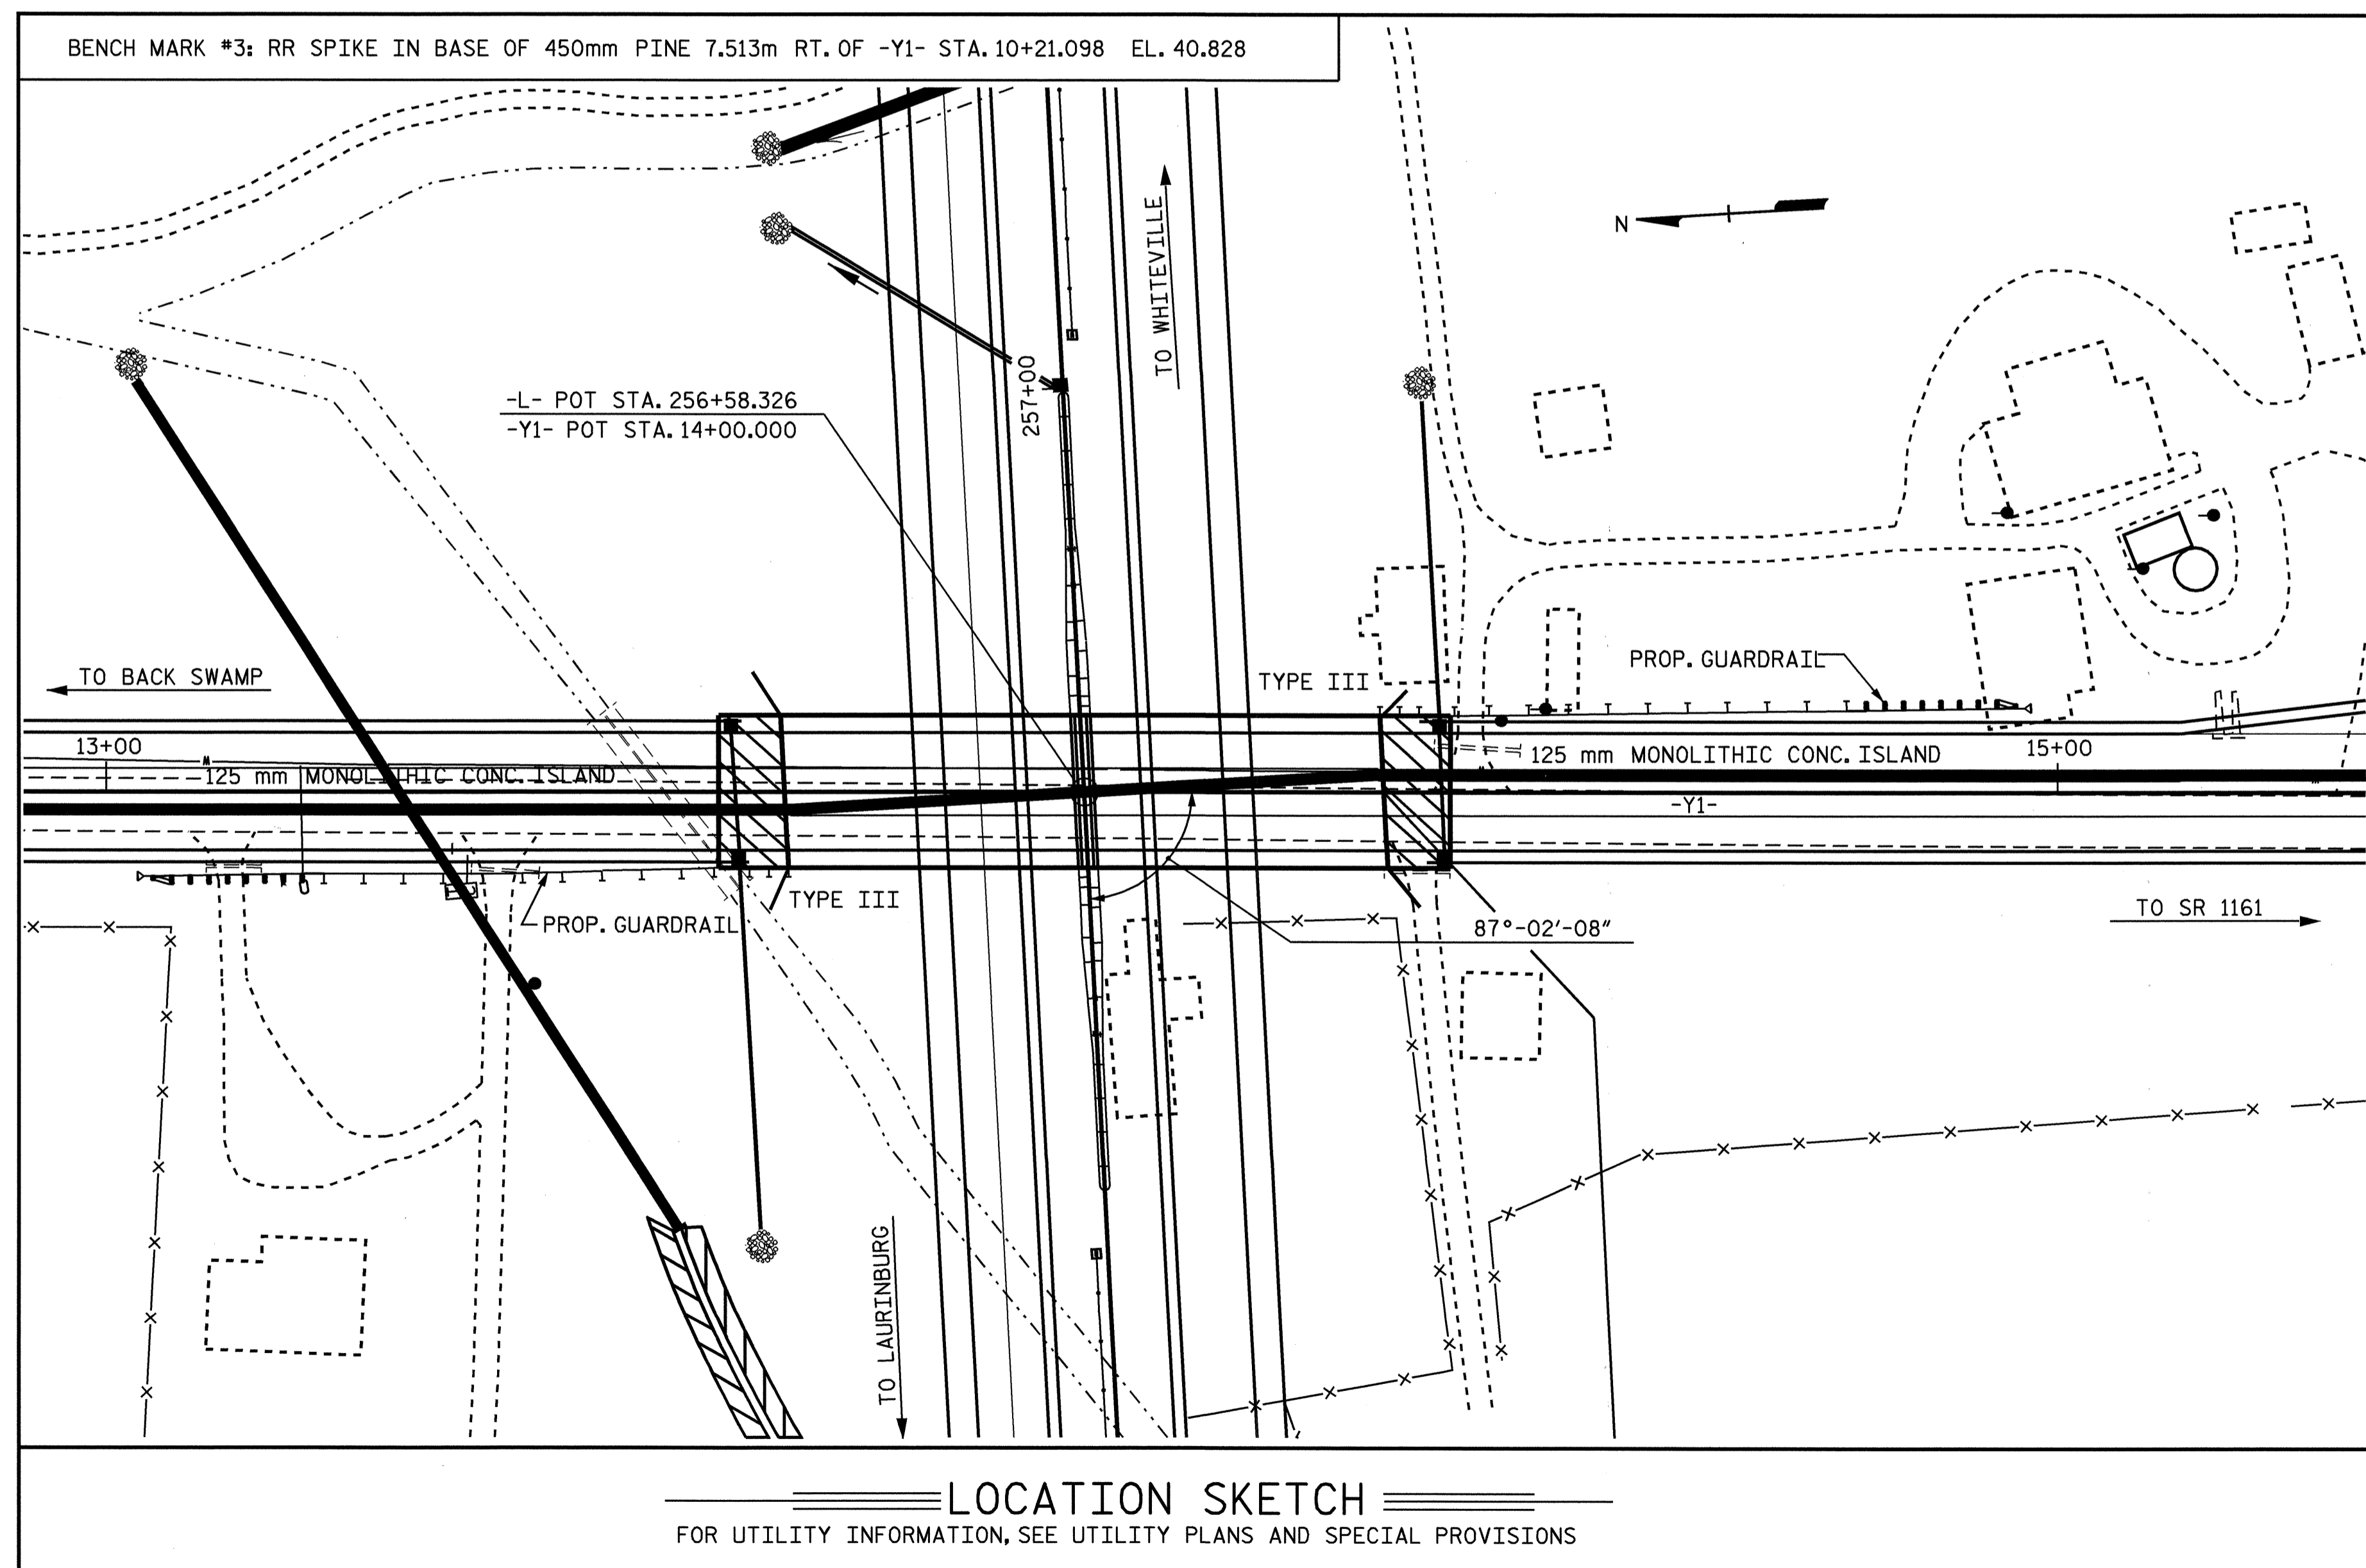 BENCH MARK #3: RR SPIKE IN BASE OF 450mm PINE 7.513m RT. OF -Y1- STA. 10+21.098 EL. 40.828
N
TO WHITEVILLE
257+00
-L- POT STA. 256+58.326
-Y1- POT STA. 14+00.000
TO BACK SWAMP
TYPE III
PROP. GUARDRAIL
13+00
125 mm MONOLITHIC CONC. ISLAND
125 mm MONOLITHIC CONC. ISLAND
15+00
-Y1-
TYPE III
PROP. GUARDRAIL
87°-02'-08"
TO SR 1161
TO LAURINBURG
LOCATION SKETCH
FOR UTILITY INFORMATION, SEE UTILITY PLANS AND SPECIAL PROVISIONS